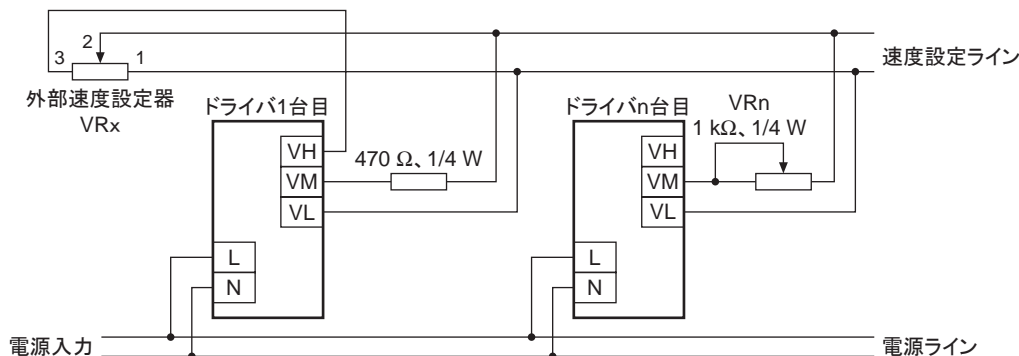 2
3
1
速度設定ライン
外部速度設定器
VRx
ドライバ1台目
VH
VM
VL
L
N
470 Ω、1/4 W
ドライバn台目
VRn
1 kΩ、1/4 W
VH
VM
VL
L
N
電源入力
電源ライン